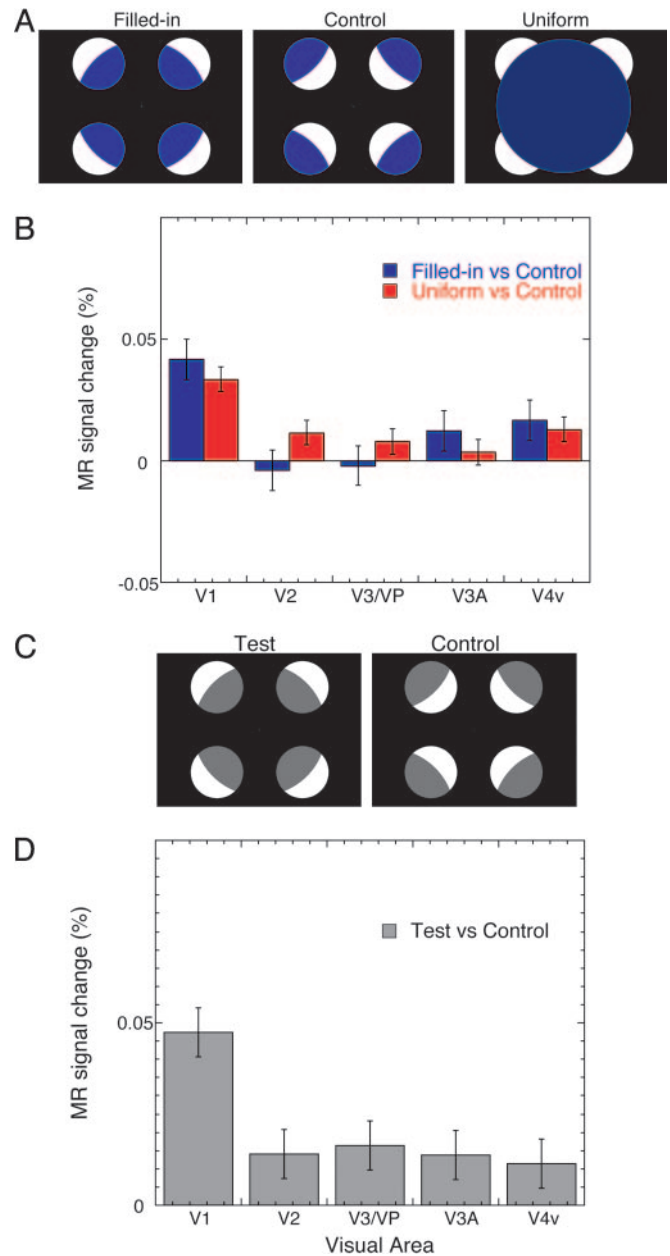 A
Filled-in
Control
Uniform
B
MR signal change (%)
0.05
0
-0.05
Filled-in vs Control
Uniform vs Control
V1 V2 V3/VP V3A V4v
C
Test
Control
D
MR signal change (%)
0.05
0
Test vs Control
V1 V2 V3/VP V3A V4v
Visual Area